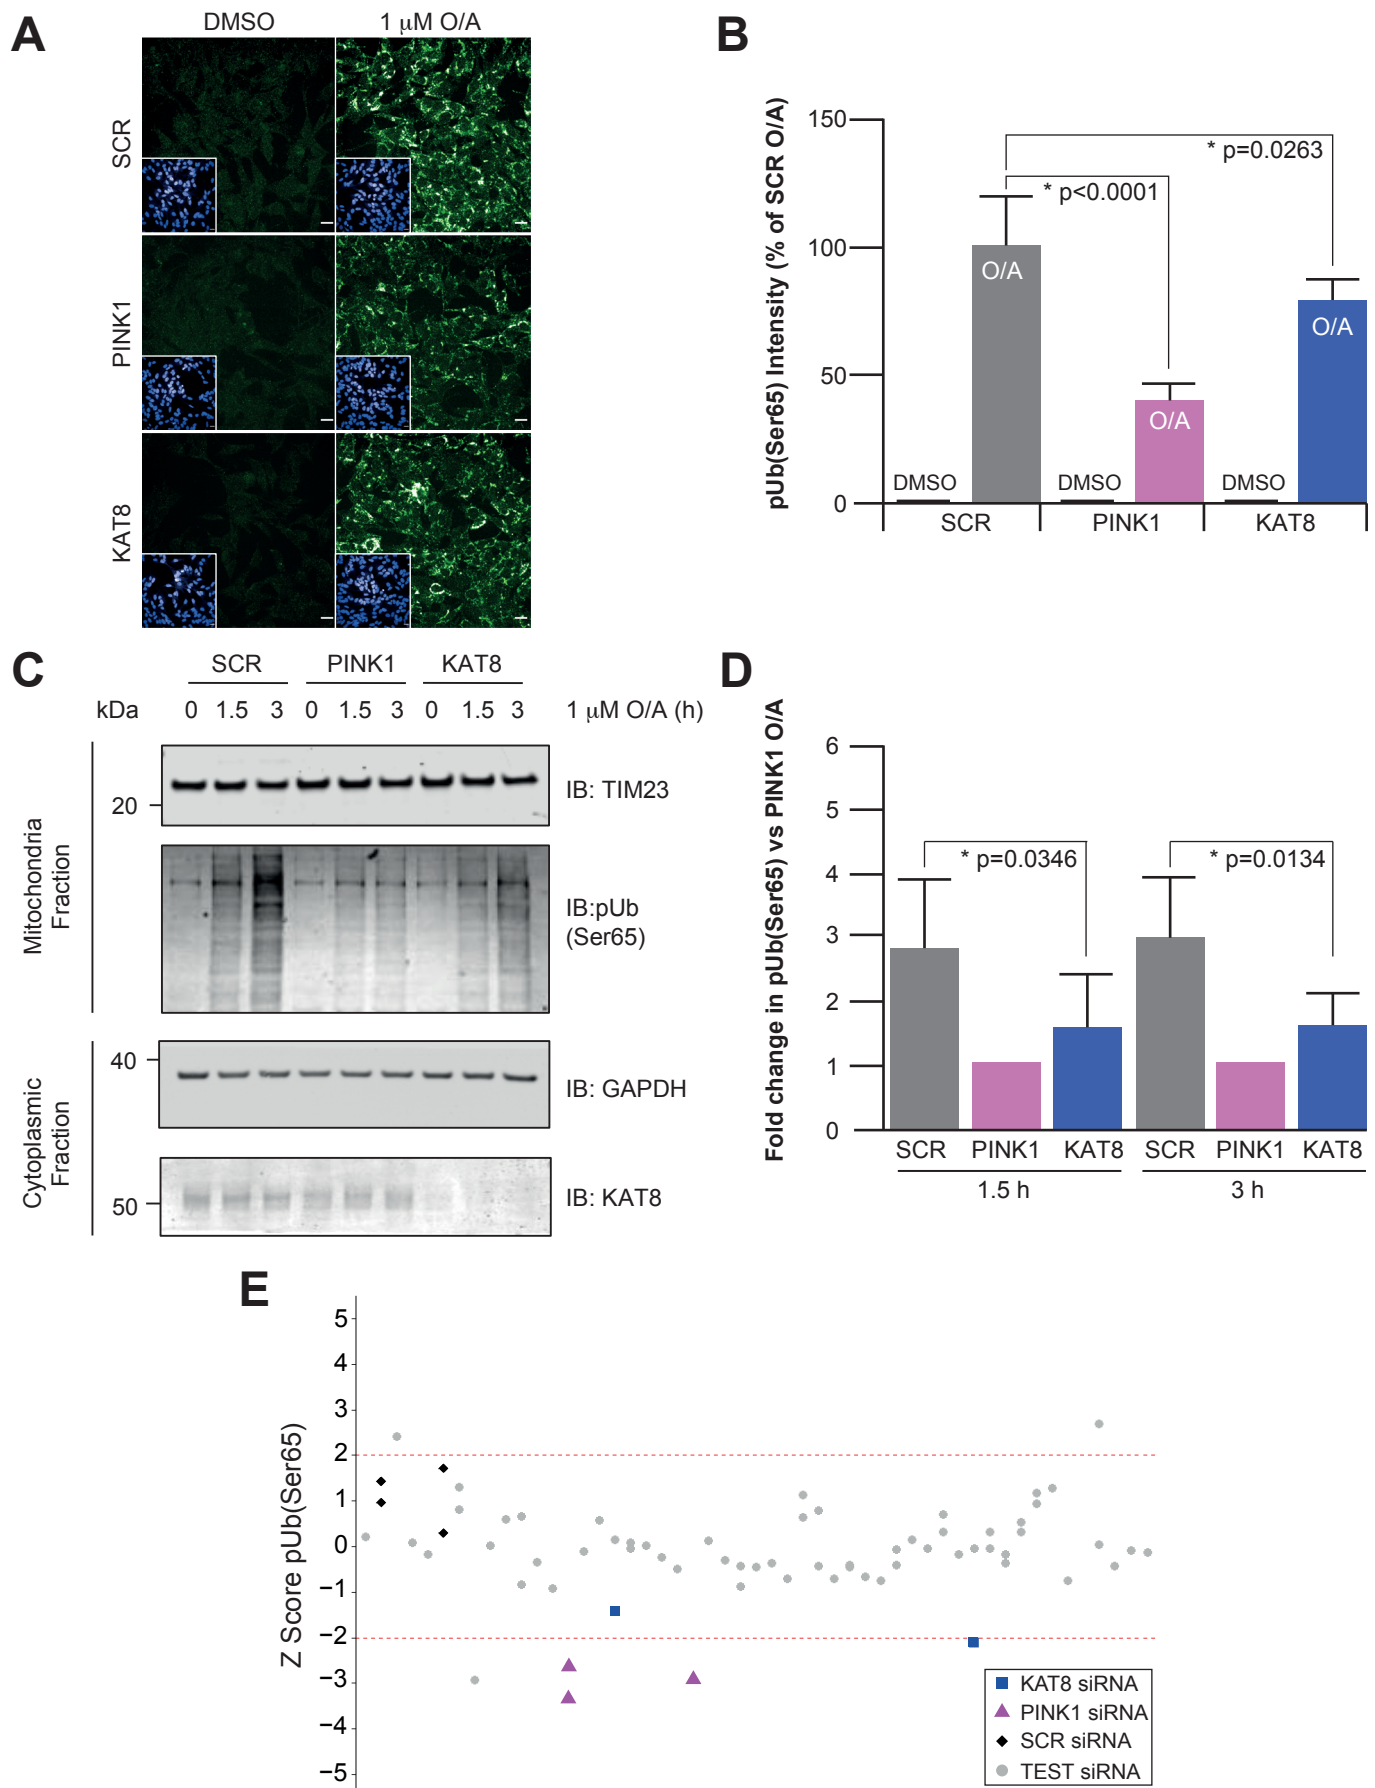 A
DMSO
1 μM O/A
SCR
PINK1
KAT8
B
pUb(Ser65) Intensity (% of SCR O/A)
150
100
50
0
* p=0.0263
* p<0.0001
O/A
O/A
O/A
DMSO
DMSO
DMSO
SCR
PINK1
KAT8
C
SCR
PINK1
KAT8
kDa
0 1.5 3 0 1.5 3 0 1.5 3
1 μM O/A (h)
Mitochondria
Fraction
20
IB: TIM23
IB:pUb
(Ser65)
Cytoplasmic
Fraction
40
IB: GAPDH
50
IB: KAT8
D
Fold change in pUb(Ser65) vs PINK1 O/A
6
5
4
3
2
1
0
* p=0.0346
* p=0.0134
SCR PINK1 KAT8 SCR PINK1 KAT8
1.5 h
3 h
E
Z Score pUb(Ser65)
5
4
3
2
1
0
−1
−2
−3
−4
−5
KAT8 siRNA
PINK1 siRNA
SCR siRNA
TEST siRNA